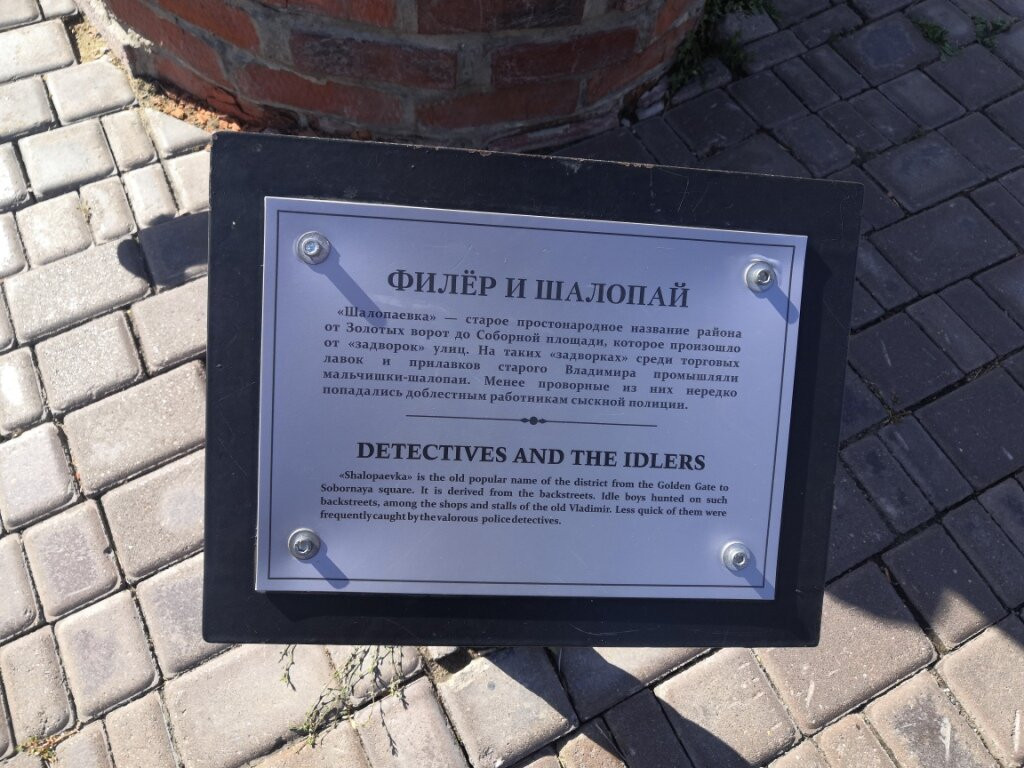 ФИЛЁР И ШАЛОПАЙ
«Шалопаевка» — старое простонародное название района
от Золотых ворот до Соборной площади, которое произошло
от «задворок» улиц. На таких «задворках» среди торговых
лавок и прилавков старого Владимира промышляли
мальчишки-шалопаи. Менее проворные из них нередко
попадались доблестным работникам сыскной полиции.
DETECTIVES AND THE IDLERS
«Shalopaevka» is the old popular name of the district from the Golden Gate to
Sobornaya square. It is derived from the backstreets. Idle boys hunted on such
backstreets, among the shops and stalls of the old Vladimir. Less quick of them were
frequently caught by the valorous police detectives.